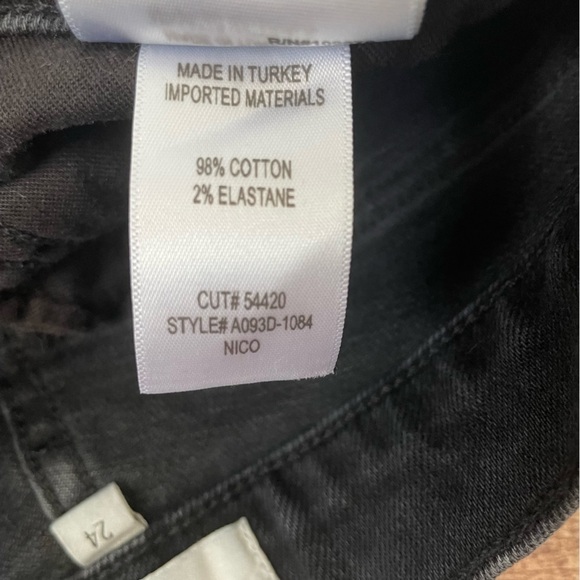 MADE IN TURKEY
IMPORTED MATERIALS
98% COTTON
2% ELASTANE
CUT# 54420
STYLE# A093D-1084
NICO
24